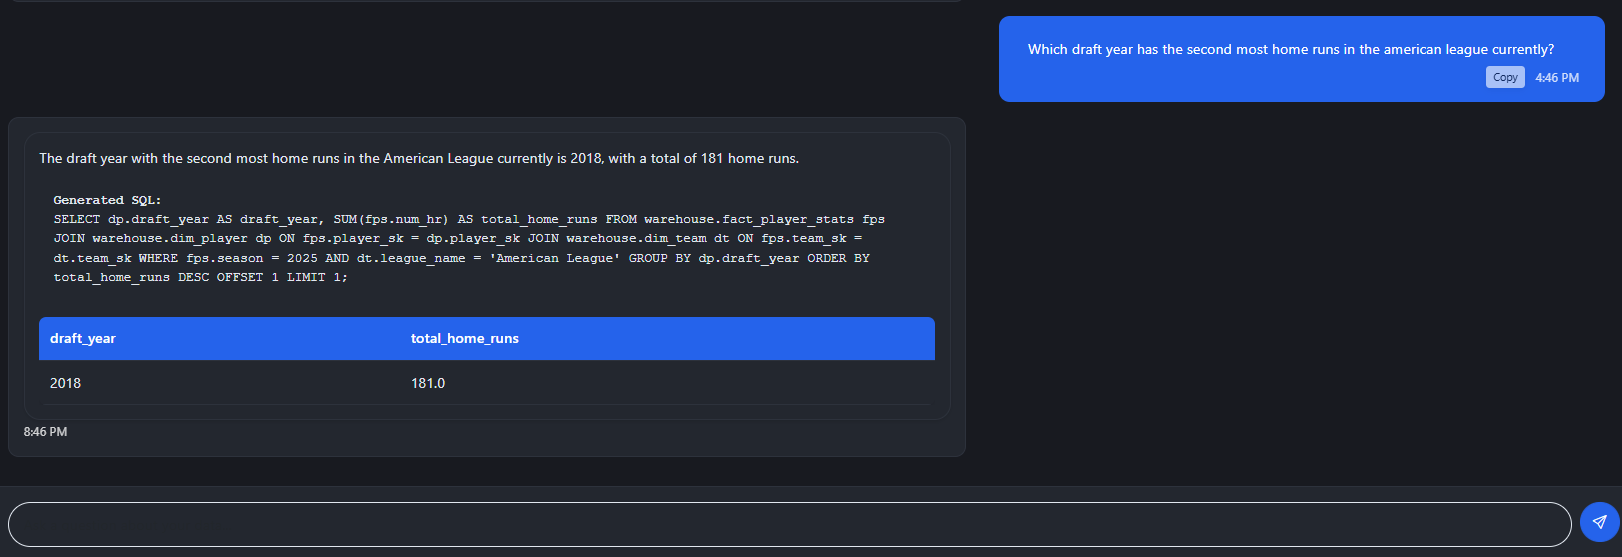 Which draft year has the second most home runs in the american league currently?
Copy 4:46 PM
The draft year with the second most home runs in the American League currently is 2018, with a total of 181 home runs.
Generated SQL:
SELECT dp.draft_year AS draft_year, SUM(fps.num_hr) AS total_home_runs FROM warehouse.fact_player_stats fps
JOIN warehouse.dim_player dp ON fps.player_sk = dp.player_sk JOIN warehouse.dim_team dt ON fps.team_sk =
dt.team_sk WHERE fps.season = 2025 AND dt.league_name = 'American League' GROUP BY dp.draft_year ORDER BY
total_home_runs DESC OFFSET 1 LIMIT 1;
draft_year total_home_runs
2018 181.0
8:46 PM